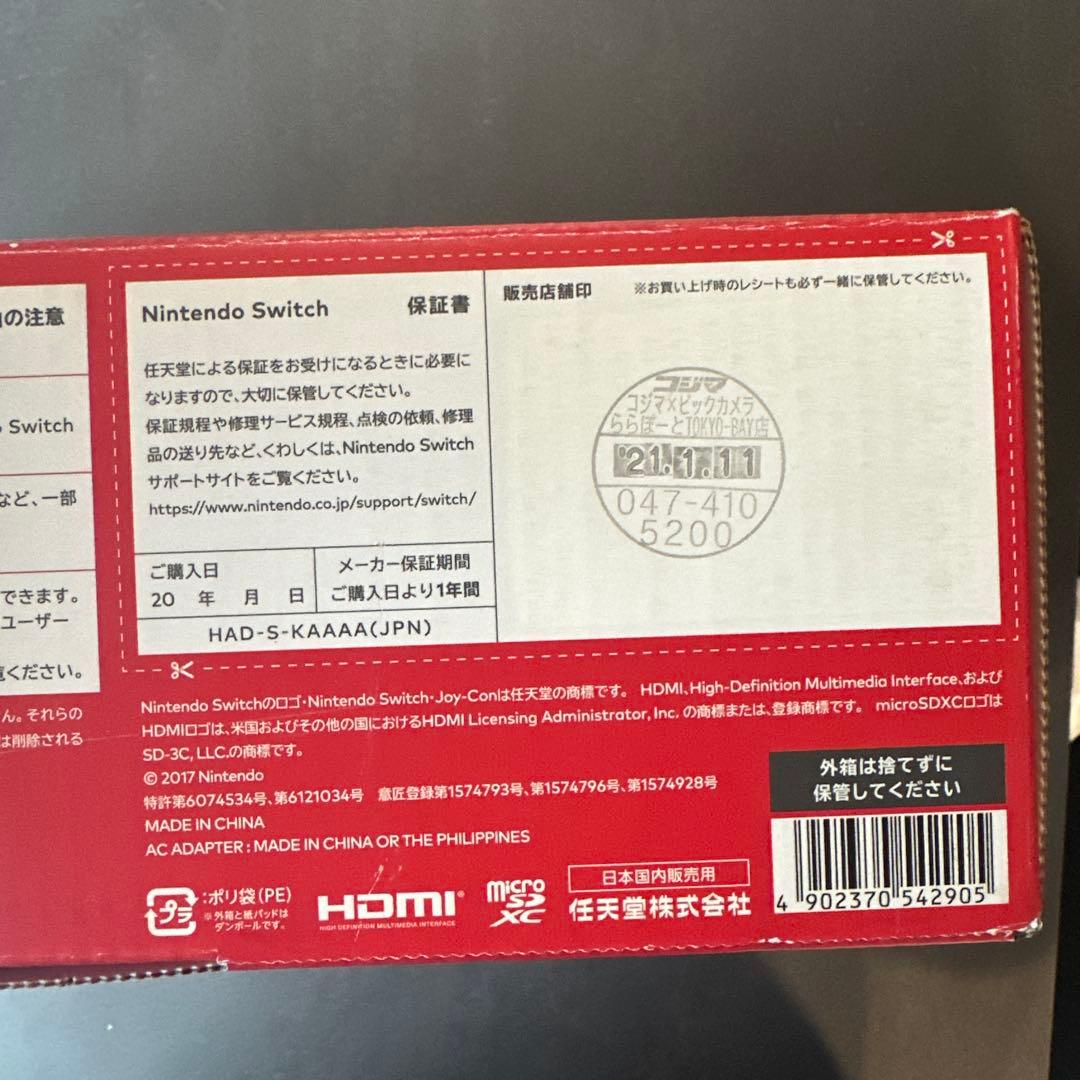 の注意
Switch
など、一部
できます。
ユーザー
ください。
ん。それらの
は削除される
Nintendo Switch 保証書
任天堂による保証をお受けになるときに必要に
なりますので、大切に保管してください。
保証規程や修理サービス規程、点検の依頼、修理
品の送り先など、くわしくは、Nintendo Switch
サポートサイトをご覧ください。
https://www.nintendo.co.jp/support/switch/
ご購入日
20 年 月 日
メーカー保証期間
ご購入日より1年間
HAD-S-KAAAA(JPN)
販売店舗印 ※お買い上げ時のレシートも必ず一緒に保管してください。
コジマ
コジマ×ビックカメラ
ららぽーとTOKYO-BAY店
'21.1.11
047-410
5200
Nintendo Switchのロゴ・Nintendo Switch・Joy-Conは任天堂の商標です。 HDMI、High-Definition Multimedia Interface、および
HDMIロゴは、米国およびその他の国におけるHDMI Licensing Administrator, Inc. の商標または、登録商標です。 microSDXCロゴは
SD-3C, LLC.の商標です。
© 2017 Nintendo
特許第6074534号、第6121034号 意匠登録第1574793号、第1574796号、第1574928号
MADE IN CHINA
AC ADAPTER : MADE IN CHINA OR THE PHILIPPINES
プラ
:ポリ袋(PE)
※外箱と紙パッドは
ダンボールです。
HDMI
HIGH DEFINITION MULTIMEDIA INTERFACE
micro
SD
XC
日本国内販売用
任天堂株式会社
外箱は捨てずに
保管してください
4 902370 542905